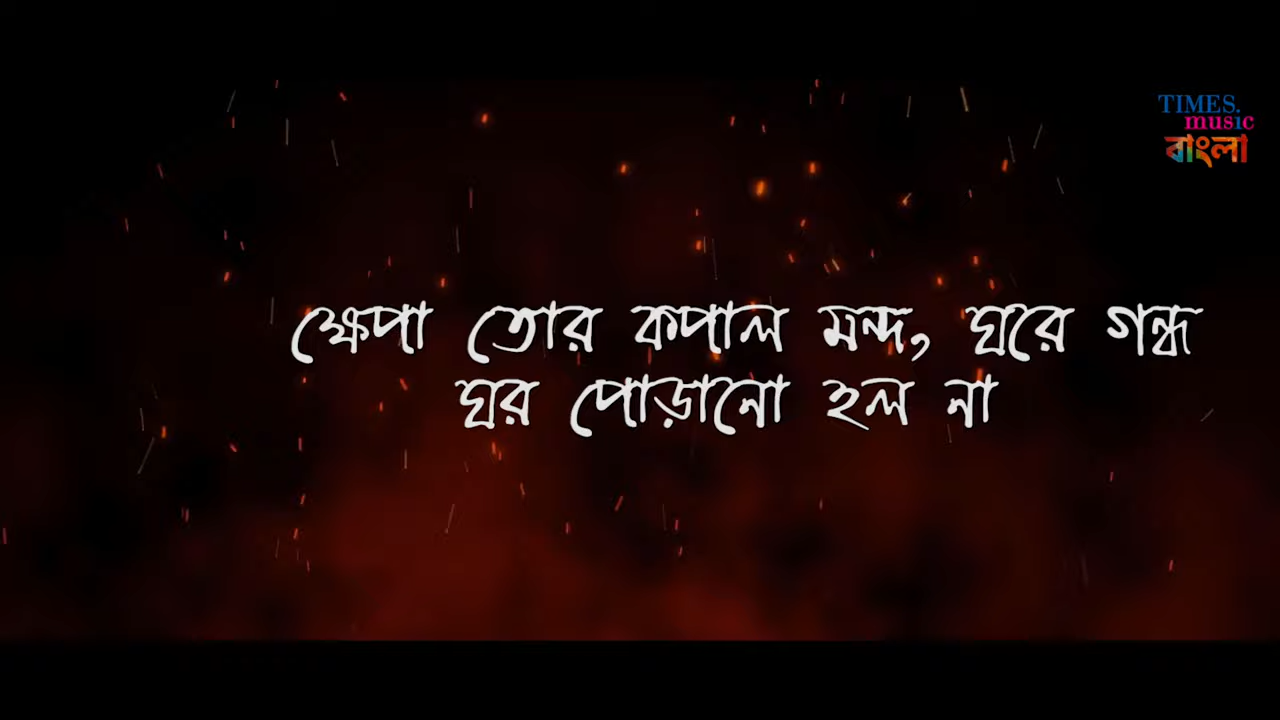 TIMES.
music
বাংলা
ক্ষেপা তোর কপাল মন্দ, ঘরে গন্ধ
ঘর পোড়ানো হল না